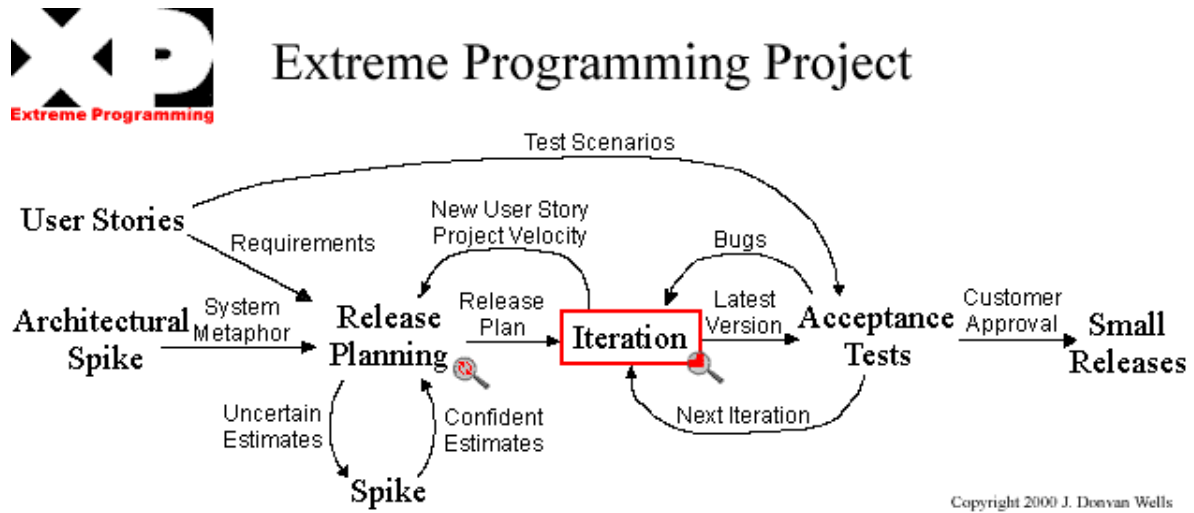 XP
Extreme Programming
Extreme Programming Project
Test Scenarios
User Stories
Requirements
New User Story
Project Velocity
Bugs
Architectural
Spike
System
Metaphor
Release
Planning
Release
Plan
Iteration
Latest
Version
Acceptance
Tests
Customer
Approval
Small
Releases
Uncertain
Estimates
Confident
Estimates
Next Iteration
Spike
Copyright 2000 J. Donvan Wells